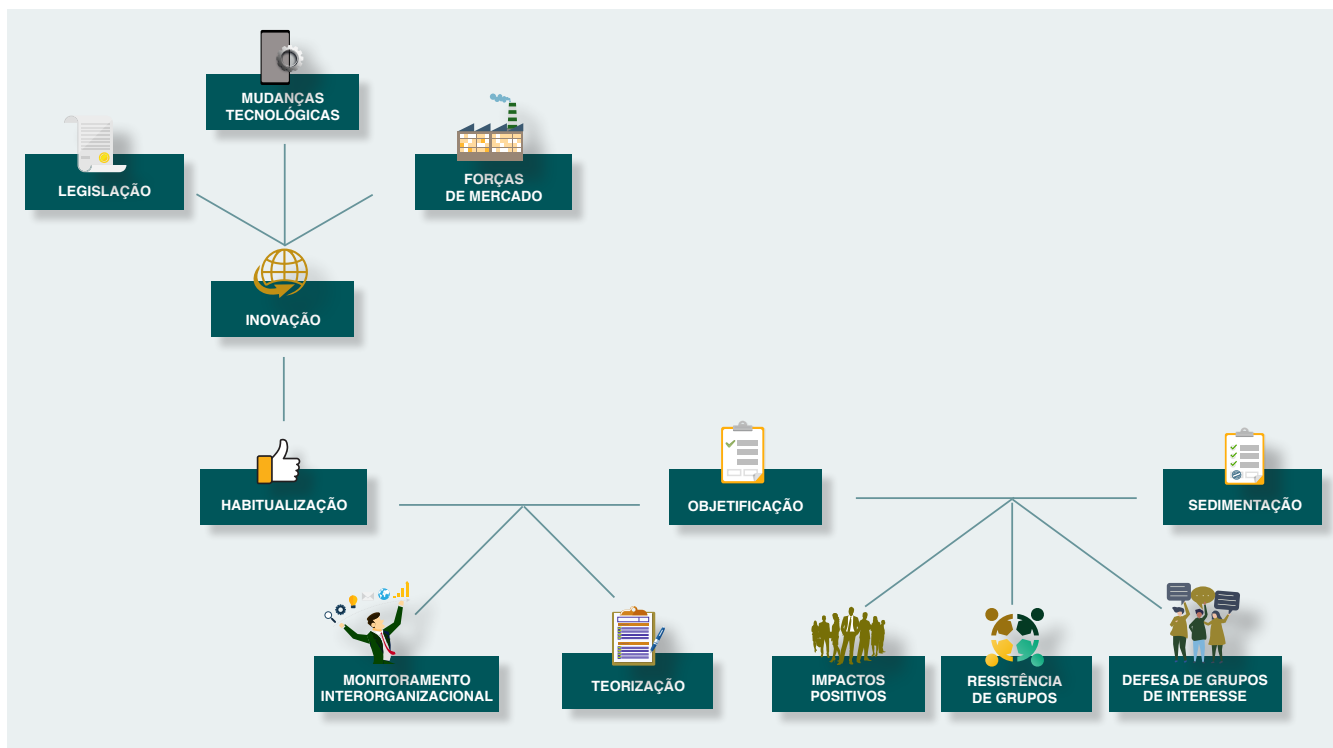 MUDANÇAS
TECNOLÓGICAS
LEGISLAÇÃO
FORÇAS
DE MERCADO
INOVAÇÃO
HABITUALIZAÇÃO
OBJETIFICAÇÃO
SEDIMENTAÇÃO
MONITORAMENTO
INTERORGANIZACIONAL
TEORIZAÇÃO
IMPACTOS
POSITIVOS
RESISTÊNCIA
DE GRUPOS
DEFESA DE GRUPOS
DE INTERESSE